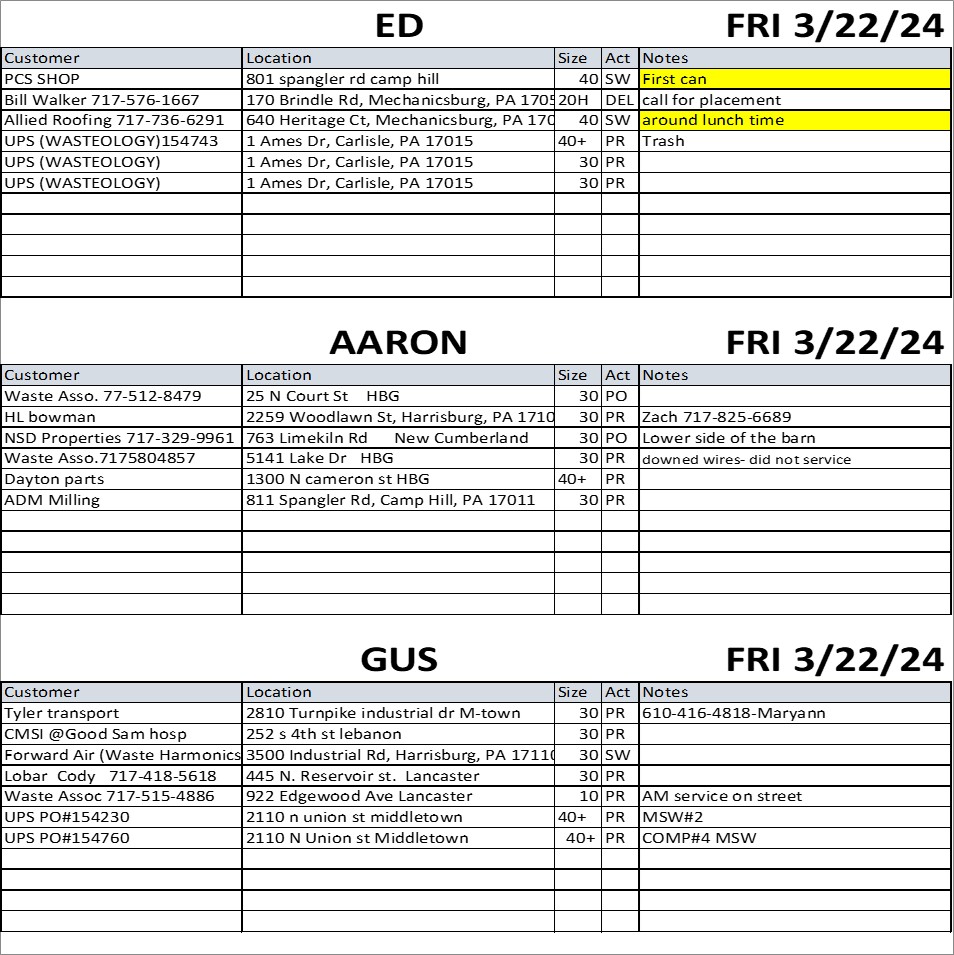 ED FRI 3/22/24
Customer Location Size Act Notes
PCS SHOP 801 spangler rd camp hill 40 SW First can
Bill Walker 717-576-1667 170 Brindle Rd, Mechanicsburg, PA 1705 20H DEL call for placement
Allied Roofing 717-736-6291 640 Heritage Ct, Mechanicsburg, PA 170 40 SW around lunch time
UPS (WASTEOLOGY)154743 1 Ames Dr, Carlisle, PA 17015 40+ PR Trash
UPS (WASTEOLOGY) 1 Ames Dr, Carlisle, PA 17015 30 PR
UPS (WASTEOLOGY) 1 Ames Dr, Carlisle, PA 17015 30 PR
AARON FRI 3/22/24
Customer Location Size Act Notes
Waste Asso. 77-512-8479 25 N Court St HBG 30 PO
HL bowman 2259 Woodlawn St, Harrisburg, PA 1710 30 PR Zach 717-825-6689
NSD Properties 717-329-9961 763 Limekiln Rd New Cumberland 30 PO Lower side of the barn
Waste Asso.7175804857 5141 Lake Dr HBG 30 PR downed wires- did not service
Dayton parts 1300 N cameron st HBG 40+ PR
ADM Milling 811 Spangler Rd, Camp Hill, PA 17011 30 PR
GUS FRI 3/22/24
Customer Location Size Act Notes
Tyler transport 2810 Turnpike industrial dr M-town 30 PR 610-416-4818-Maryann
CMSI @Good Sam hosp 252 s 4th st lebanon 30 PR
Forward Air (Waste Harmonics 3500 Industrial Rd, Harrisburg, PA 17110 30 SW
Lobar Cody 717-418-5618 445 N. Reservoir st. Lancaster 30 PR
Waste Assoc 717-515-4886 922 Edgewood Ave Lancaster 10 PR AM service on street
UPS PO#154230 2110 n union st middletown 40+ PR MSW#2
UPS PO#154760 2110 N Union st Middletown 40+ PR COMP#4 MSW